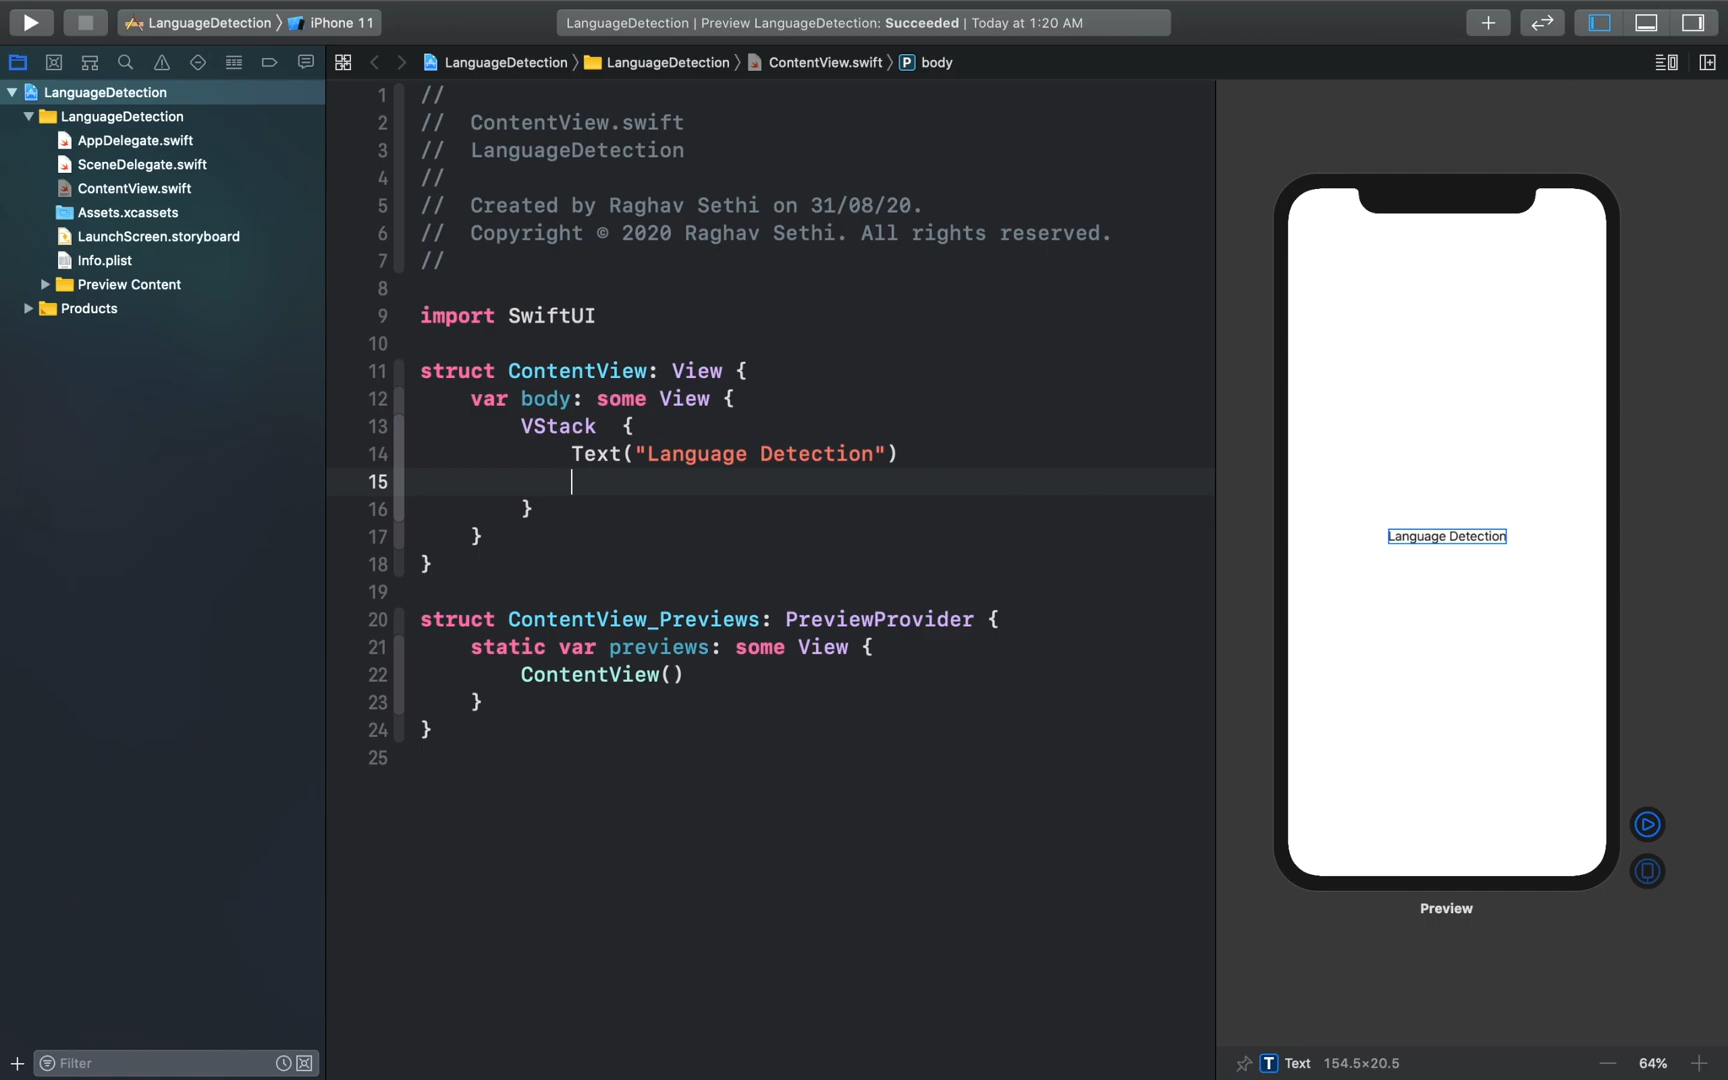 LanguageDetection iPhone 11
LanguageDetection | Preview LanguageDetection: Succeeded | Today at 1:20 AM
LanguageDetection LanguageDetection ContentView.swift P body
LanguageDetection
LanguageDetection
AppDelegate.swift
SceneDelegate.swift
ContentView.swift
Assets.xcassets
LaunchScreen.storyboard
Info.plist
Preview Content
Products
Filter
1 //
2 // ContentView.swift
3 // LanguageDetection
4 //
5 // Created by Raghav Sethi on 31/08/20.
6 // Copyright © 2020 Raghav Sethi. All rights reserved.
7 //
8
9 import SwiftUI
10
11 struct ContentView: View {
12 var body: some View {
13 VStack {
14 Text("Language Detection")
15
16 }
17 }
18 }
19
20 struct ContentView_Previews: PreviewProvider {
21 static var previews: some View {
22 ContentView()
23 }
24 }
25
Language Detection
Preview
T Text 154.5×20.5 64%